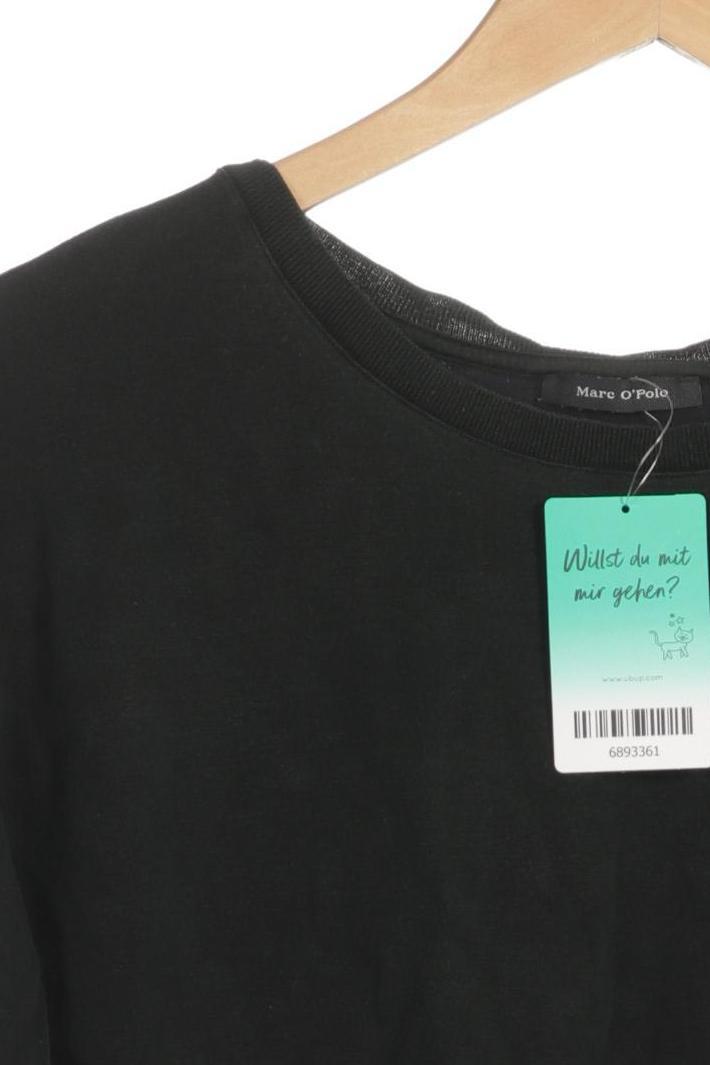 Marc O'Polo
Willst du mit
mir gehen?
www.ubup.com
6893361